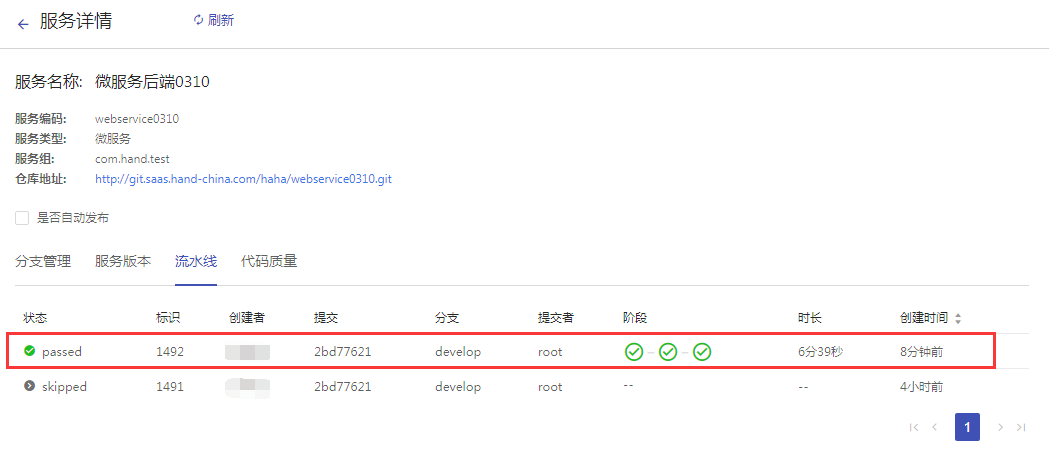 服务详情 刷新
服务名称: 微服务后端0310
服务编码: webservice0310
服务类型: 微服务
服务组: com.hand.test
仓库地址: http://git.saas.hand-china.com/haha/webservice0310.git
是否自动发布
分支管理 服务版本 流水线 代码质量
状态 标识 创建者 提交 分支 提交者 阶段 时长 创建时间
passed 1492 2bd77621 develop root 6分39秒 8分钟前
skipped 1491 2bd77621 develop root -- -- 4小时前
1